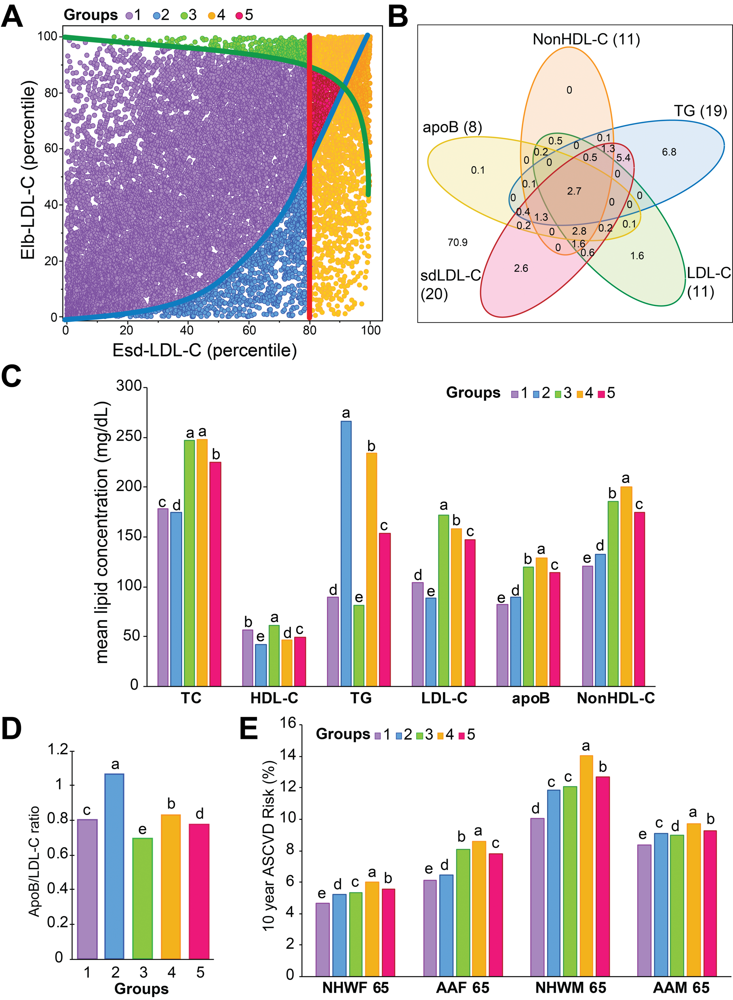 A
Groups 1 2 3 4 5
100
80
60
40
20
0
0 20 40 60 80 100
Elb-LDL-C (percentile)
Esd-LDL-C (percentile)
B
NonHDL-C (11)
0
TG (19)
apoB (8)
0.5 0 0.1
0.2 1.3
0 0 0.5 5.4 6.8
0.1 0
0.1
0 2.7 0
0 0
0.4 1.3
0.2 0 2.8 0.2 0.1
70.9 0 1.6
0.6 1.6
2.6
sdLDL-C
(20)
LDL-C
(11)
C
Groups 1 2 3 4 5
mean lipid concentration (mg/dL)
300
250
200
150
100
50
0
c d a a b
b e a d c
d a e b c
d e a b c
e d b a c
e d b a c
TC HDL-C TG LDL-C apoB NonHDL-C
D
ApoB/LDL-C ratio
1.2
1
0.8
0.6
0.4
0.2
0
c a e b d
1 2 3 4 5
Groups
E
Groups 1 2 3 4 5
10 year ASCVD Risk (%)
16
14
12
10
8
6
4
2
0
e d c a b
e d b a c
d c c a b
e c d a b
NHWF 65 AAF 65 NHWM 65 AAM 65